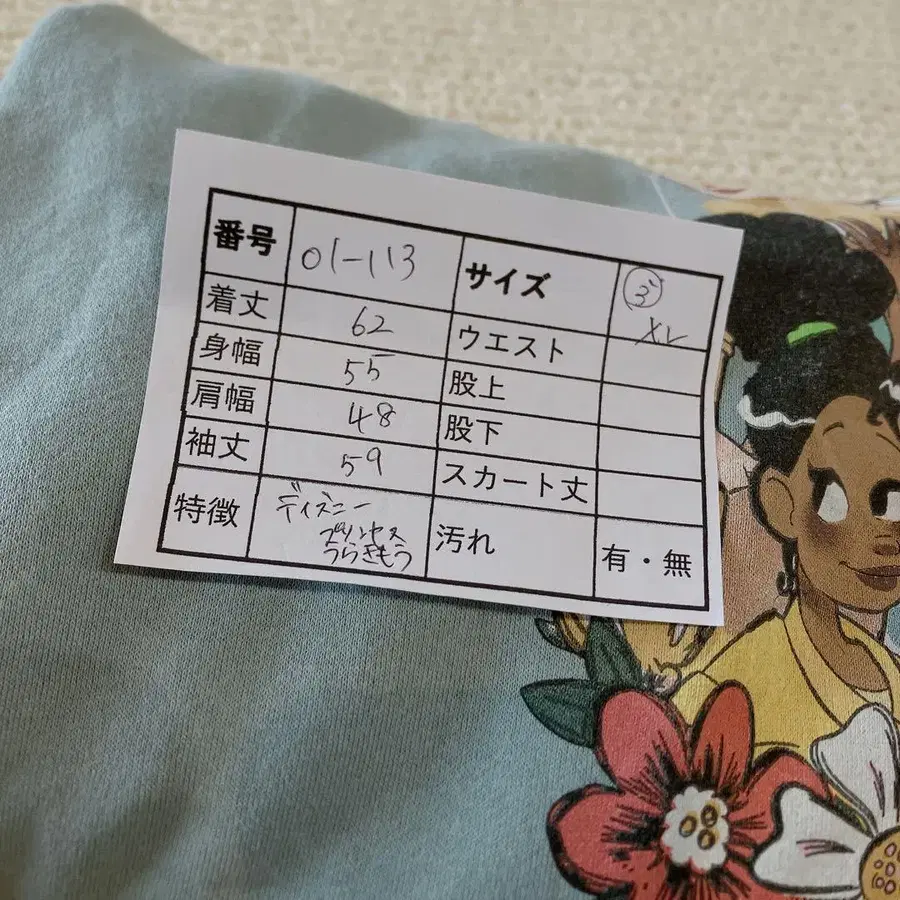 番号 01-113 サイズ ③ XL
着丈 62 ウエスト
身幅 55 股上
肩幅 48 股下
袖丈 59 スカート丈
特徴 ディズニー 汚れ 有・無
プリンセス
うらきもう